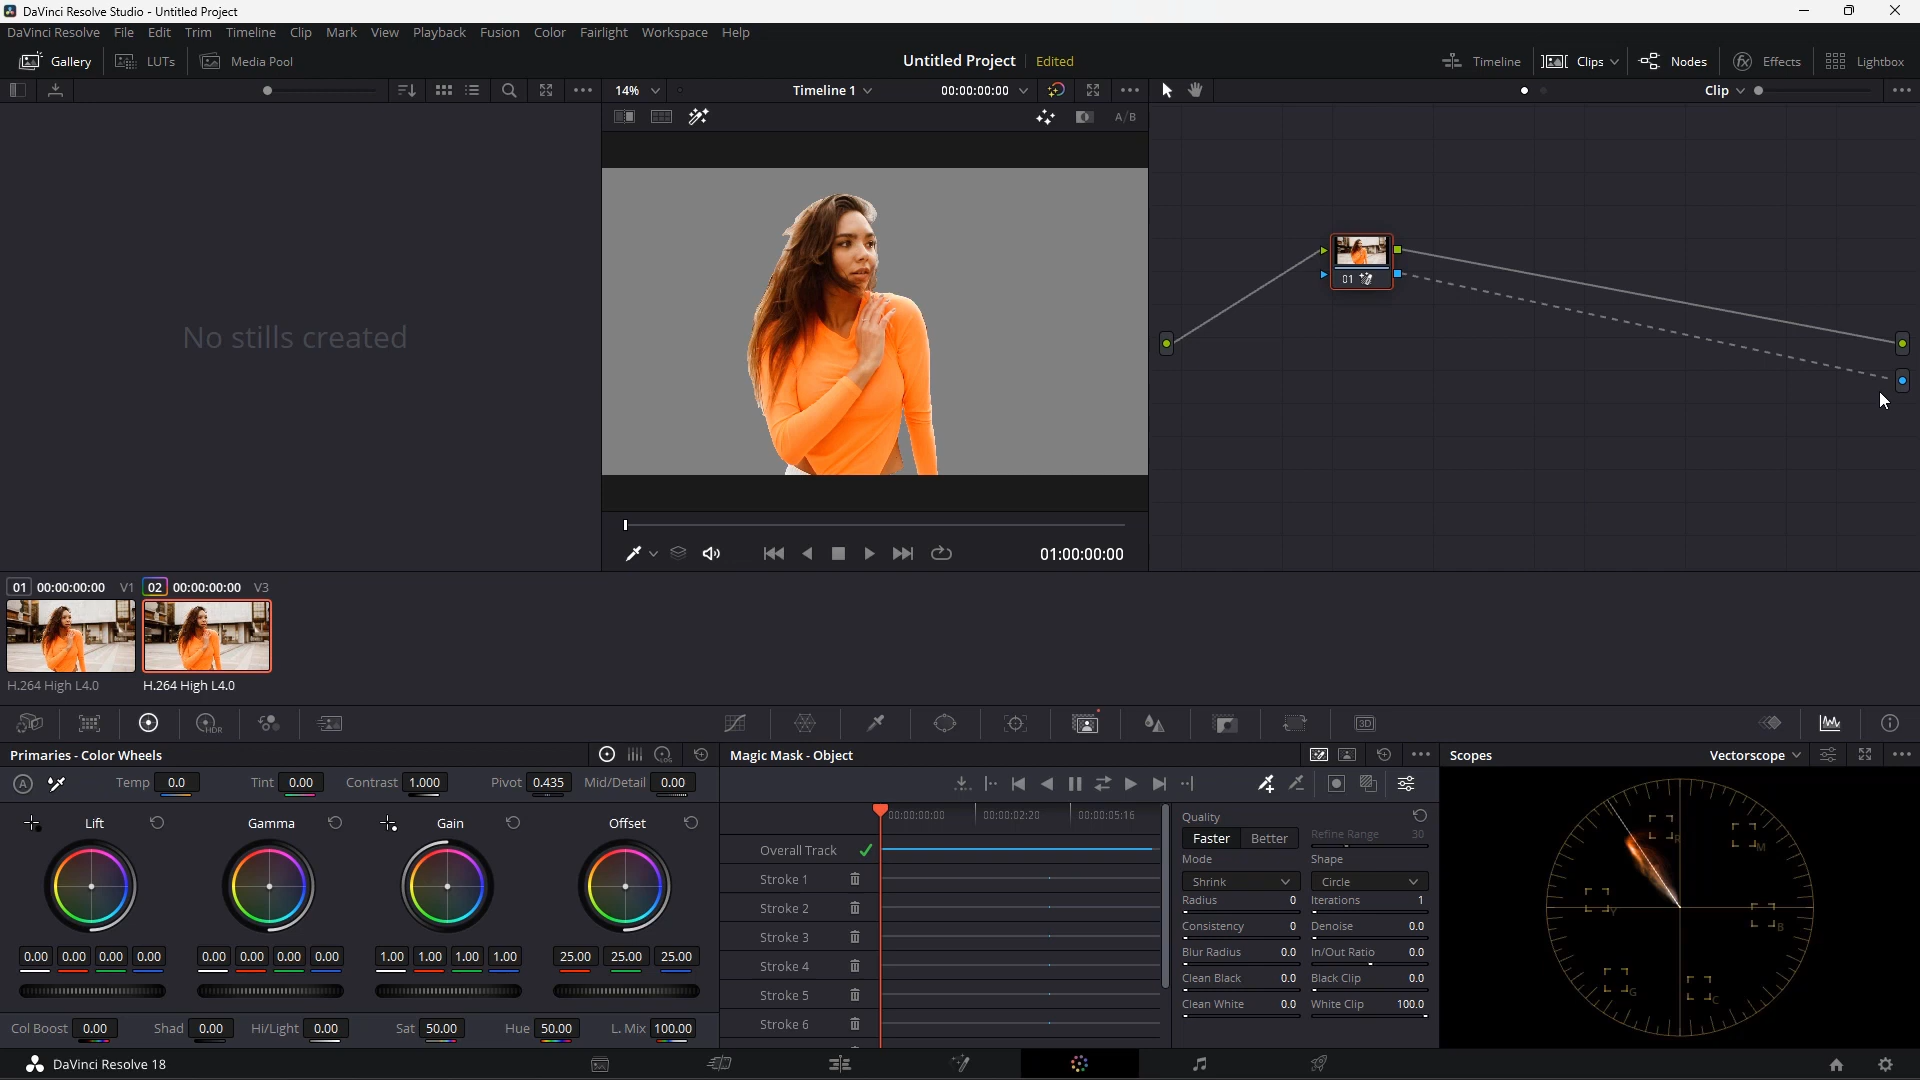 DaVinci Resolve Studio - Untitled Project
DaVinci Resolve File Edit Trim Timeline Clip Mark View Playback Fusion Color Fairlight Workspace Help
Gallery LUTs Media Pool Untitled Project Edited Timeline Clips Nodes Effects Lightbox
14% Timeline 1 00:00:00:00 Clip
A/B
No stills created
01
01:00:00:00
01 00:00:00:00 V1 02 00:00:00:00 V3
H.264 High L4.0 H.264 High L4.0
HDR 3D
Primaries - Color Wheels LOG Magic Mask - Object Scopes Vectorscope
A Temp 0.0 Tint 0.00 Contrast 1.000 Pivot 0.435 Mid/Detail 0.00
Lift Gamma Gain Offset
0.00 0.00 0.00 0.00 0.00 0.00 0.00 0.00 1.00 1.00 1.00 1.00 25.00 25.00 25.00
Col Boost 0.00 Shad 0.00 Hi/Light 0.00 Sat 50.00 Hue 50.00 L. Mix 100.00
00:00:00:00 00:00:02:20 00:00:05:16
Overall Track
Stroke 1
Stroke 2
Stroke 3
Stroke 4
Stroke 5
Stroke 6
Quality
Faster Better Refine Range 30
Mode Shape
Shrink Circle
Radius 0 Iterations 1
Consistency 0 Denoise 0.0
Blur Radius 0.0 In/Out Ratio 0.0
Clean Black 0.0 Black Clip 0.0
Clean White 0.0 White Clip 100.0
R M
Y B
G C
DaVinci Resolve 18